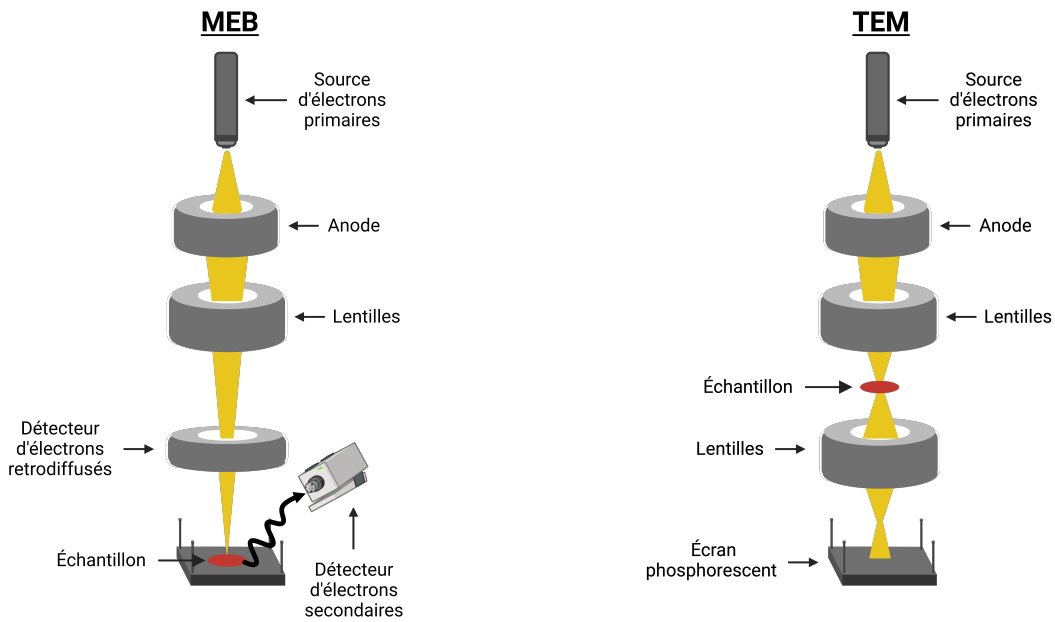 MEB
Source
d'électrons
primaires
Anode
Lentilles
Détecteur
d'électrons
retrodiffusés
Échantillon
Détecteur
d'électrons
secondaires
TEM
Source
d'électrons
primaires
Anode
Lentilles
Échantillon
Lentilles
Écran
phosphorescent